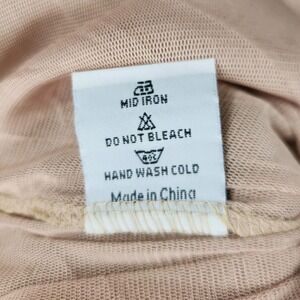 MID IRON
DO NOT BLEACH
HAND WASH COLD
Made in China